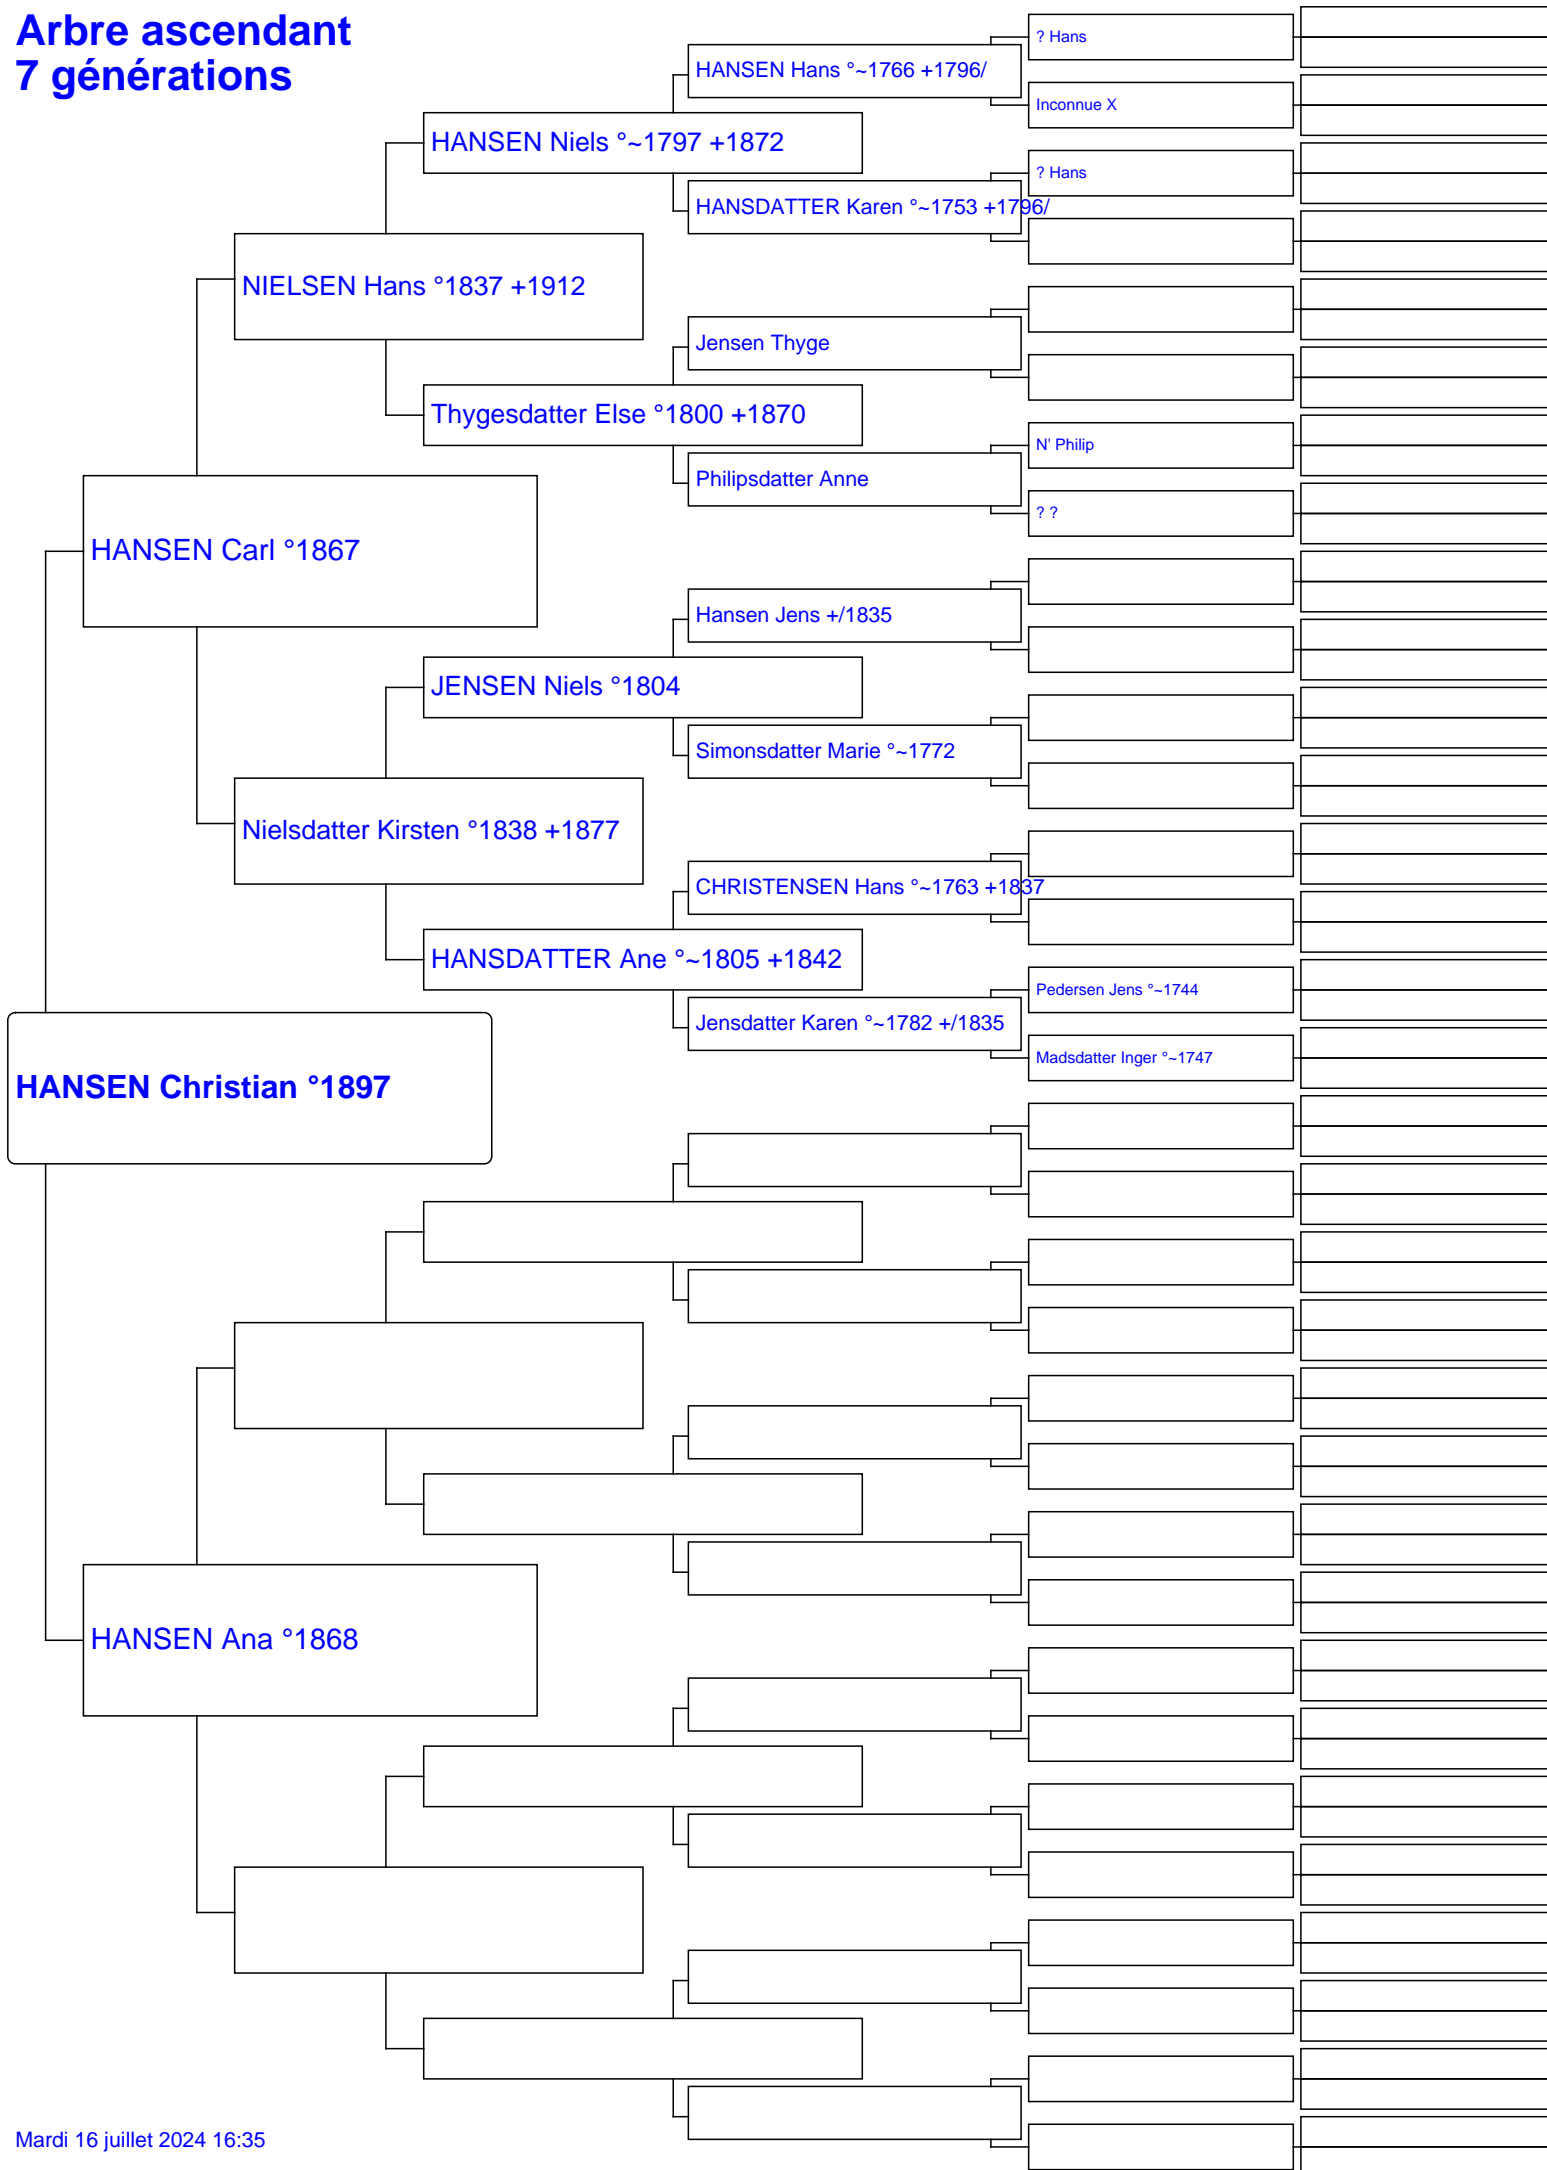 Arbre ascendant
7 générations
? Hans
HANSEN Hans °~1766 +1796/
Inconnue X
HANSEN Niels °~1797 +1872
? Hans
HANSDATTER Karen °~1753 +1796/
NIELSEN Hans °1837 +1912
Jensen Thyge
Thygesdatter Else °1800 +1870
N' Philip
Philipsdatter Anne
? ?
HANSEN Carl °1867
Hansen Jens +/1835
JENSEN Niels °1804
Simonsdatter Marie °~1772
Nielsdatter Kirsten °1838 +1877
CHRISTENSEN Hans °~1763 +1837
HANSDATTER Ane °~1805 +1842
Pedersen Jens °~1744
Jensdatter Karen °~1782 +/1835
Madsdatter Inger °~1747
HANSEN Christian °1897
HANSEN Ana °1868
Mardi 16 juillet 2024 16:35